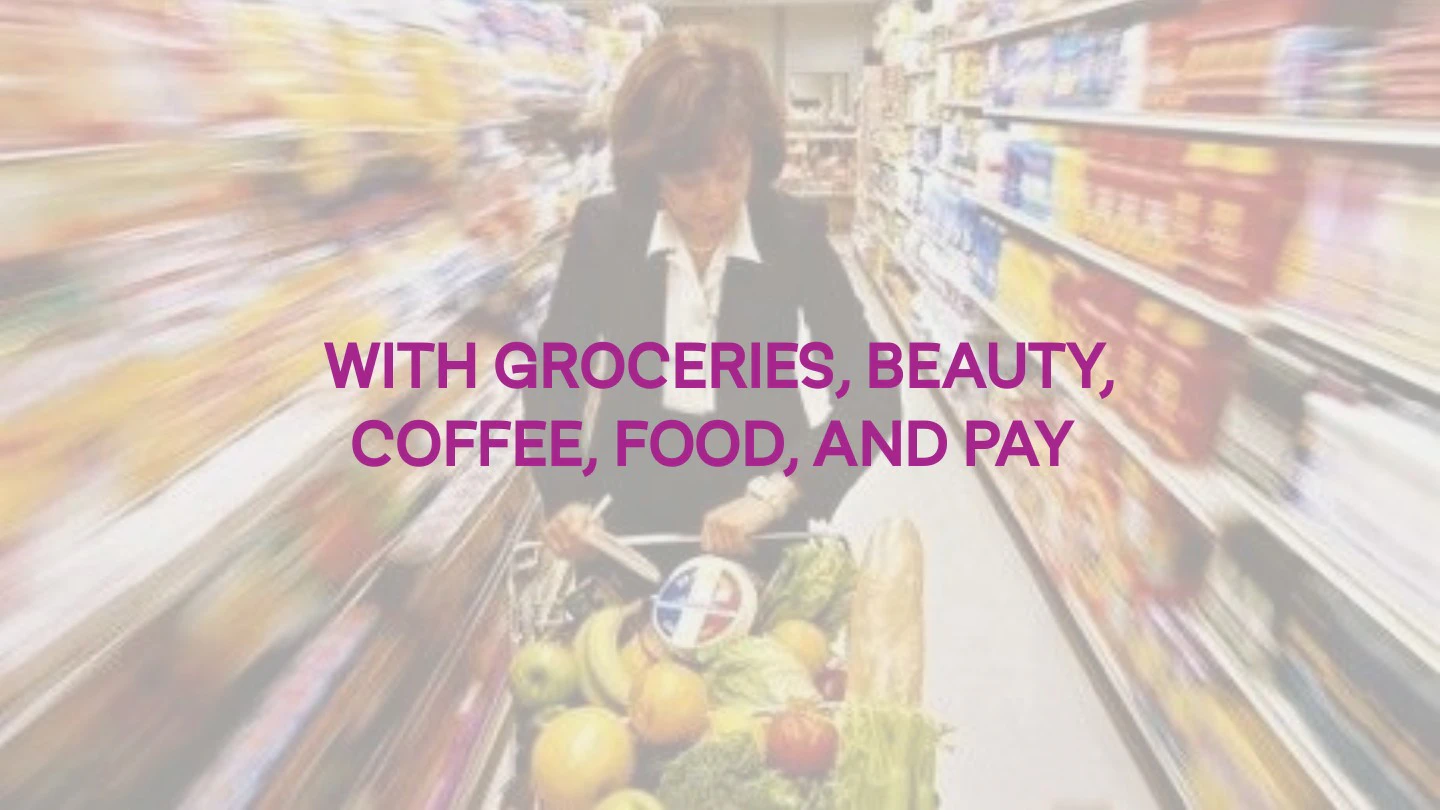 WITH GROCERIES, BEAUTY,
COFFEE, FOOD, AND PAY